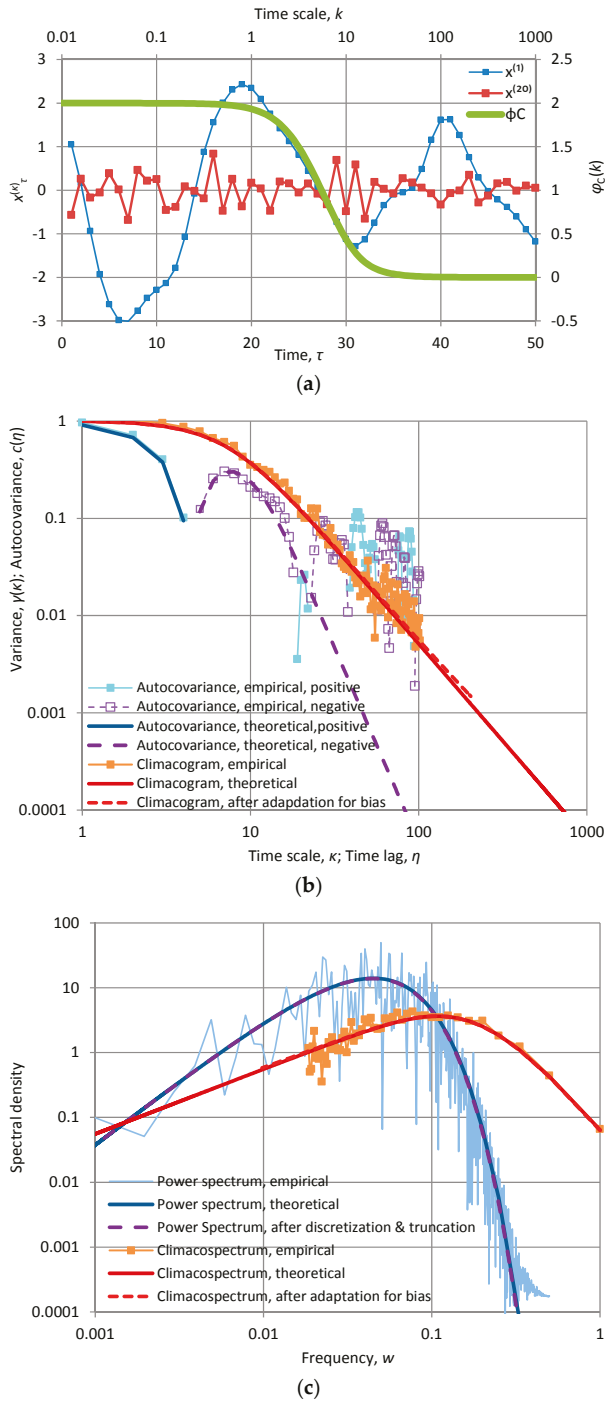 Time scale, k
0.01 0.1 1 10 100 1000
3 2.5
2 2
1 1.5
0 1
-1 0.5
-2 0
-3 -0.5
x(1)
x(20)
ϕC
x(k)τ
φC(k)
0 10 20 30 40 50
Time, τ
(a)
1
0.1
0.01
0.001
0.0001
Variance, γ(κ); Autocovariance, c(η)
Autocovariance, empirical, positive
Autocovariance, empirical, negative
Autocovariance, theoretical,positive
Autocovariance, theoretical, negative
Climacogram, empirical
Climacogram, theoretical
Climacogram, after adapdation for bias
1 10 100 1000
Time scale, κ; Time lag, η
(b)
100
10
1
0.1
0.01
0.001
0.0001
Spectral density
Power spectrum, empirical
Power spectrum, theoretical
Power Spectrum, after discretization & truncation
Climacospectrum, empirical
Climacospectrum, theoretical
Climacospectrum, after adaptation for bias
0.001 0.01 0.1 1
Frequency, w
(c)